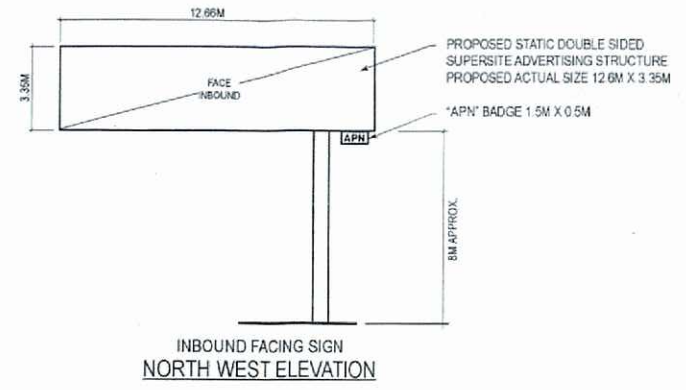 12.66M
3.35M
FACE
INBOUND
PROPOSED STATIC DOUBLE SIDED
SUPERSITE ADVERTISING STRUCTURE
PROPOSED ACTUAL SIZE 12.6M X 3.35M
"APN" BADGE 1.5M X 0.5M
APN
8M APPROX.
INBOUND FACING SIGN
NORTH WEST ELEVATION